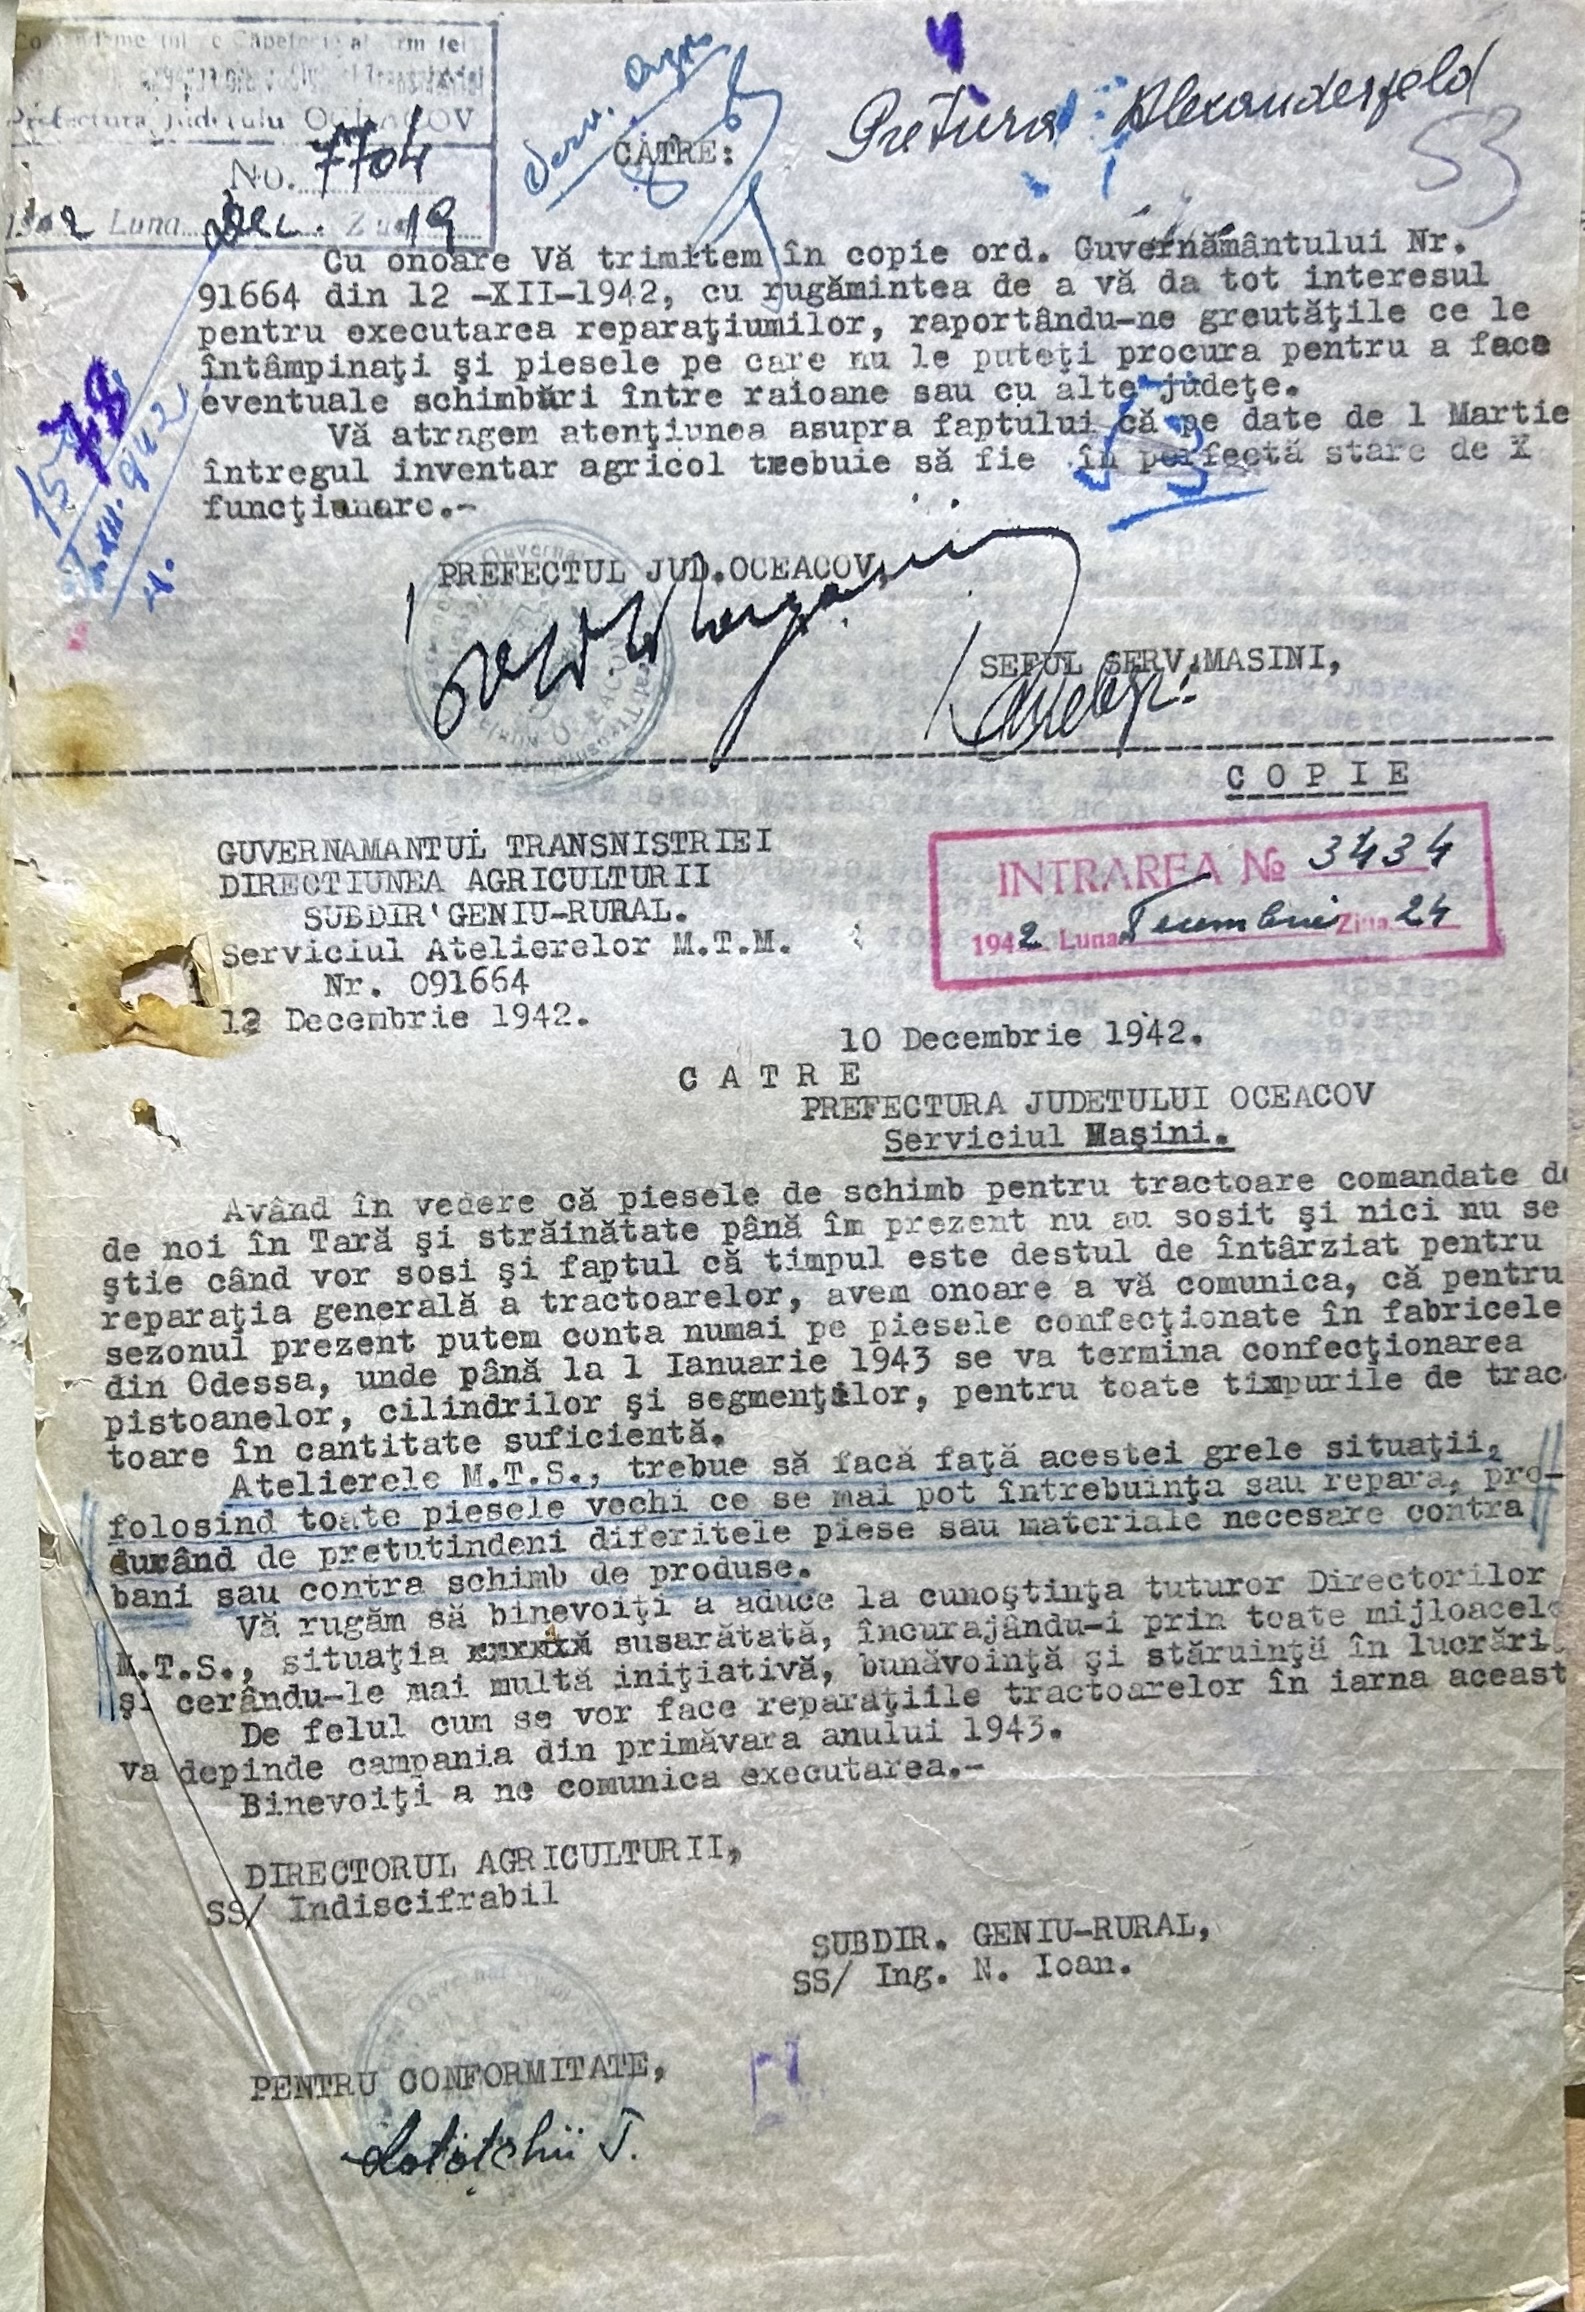 Prefectura Judetului OCEACOV
No. 7704
1942 Luna Dec. Ziua 19
Serv. Agr.
CĂTRE:
Pretura Alexanderfeld
53
Cu onoare Vă trimitem în copie ord. Guvernământului Nr.
91664 din 12 -XII-1942, cu rugămintea de a vă da tot interesul
pentru executarea reparaţiumilor, raportându-ne greutăţile ce le
întâmpinaţi şi piesele pe care nu le puteţi procura pentru a face
eventuale schimbări între raioane sau cu alte judeţe.
Vă atragem atenţiunea asupra faptului că pe date de 1 Martie
întregul inventar agricol trebuie să fie în perfectă stare de X
funcţionare.-
78
PREFECTUL JUD.OCEACOV
SEFUL SERV.MASINI,
C O P I E
GUVERNAMANTUL TRANSNISTRIEI
DIRECTIUNEA AGRICULTURII
SUBDIR GENIU-RURAL.
Serviciul Atelierelor M.T.M.
Nr. 091664
12 Decembrie 1942.
INTRAREA No 3434
1942 Luna Decembrie Ziua 24
10 Decembrie 1942.
C A T R E
PREFECTURA JUDETULUI OCEACOV
Serviciul Maşini.
Având în vedere că piesele de schimb pentru tractoare comandate de
de noi în Tară şi străinătate până îm prezent nu au sosit şi nici nu se
ştie când vor sosi şi faptul că timpul este destul de întârziat pentru
reparaţia generală a tractoarelor, avem onoare a vă comunica, că pentru
sezonul prezent putem conta numai pe piesele confecţionate în fabricele
din Odessa, unde până la 1 Ianuarie 1943 se va termina confecţionarea
pistoanelor, cilindrilor şi segmenţilor, pentru toate timpurile de trac-
toare în cantitate suficientă.
Atelierele M.T.S., trebue să facă faţă acestei grele situaţii,
folosind toate piesele vechi ce se mai pot întrebuinţa sau repara, pro-
curând de pretutindeni diferitele piese sau materiale necesare contra
bani sau contra schimb de produse.
Vă rugăm să binevoiţi a aduce la cunoştinţa tuturor Directorilor
M.T.S., situaţia susarătată, încurajându-i prin toate mijloacele
şi cerându-le mai multă iniţiativă, bunăvoinţă şi stăruinţă în lucrări
De felul cum se vor face reparaţiile tractoarelor în iarna aceast
va depinde campania din primăvara anului 1943.
Binevoiţi a ne comunica executarea.-
DIRECTORUL AGRICULTURII,
SS/ Indiscifrabil
SUBDIR. GENIU-RURAL,
SS/ Ing. N. Ioan.
PENTRU CONFORMITATE,